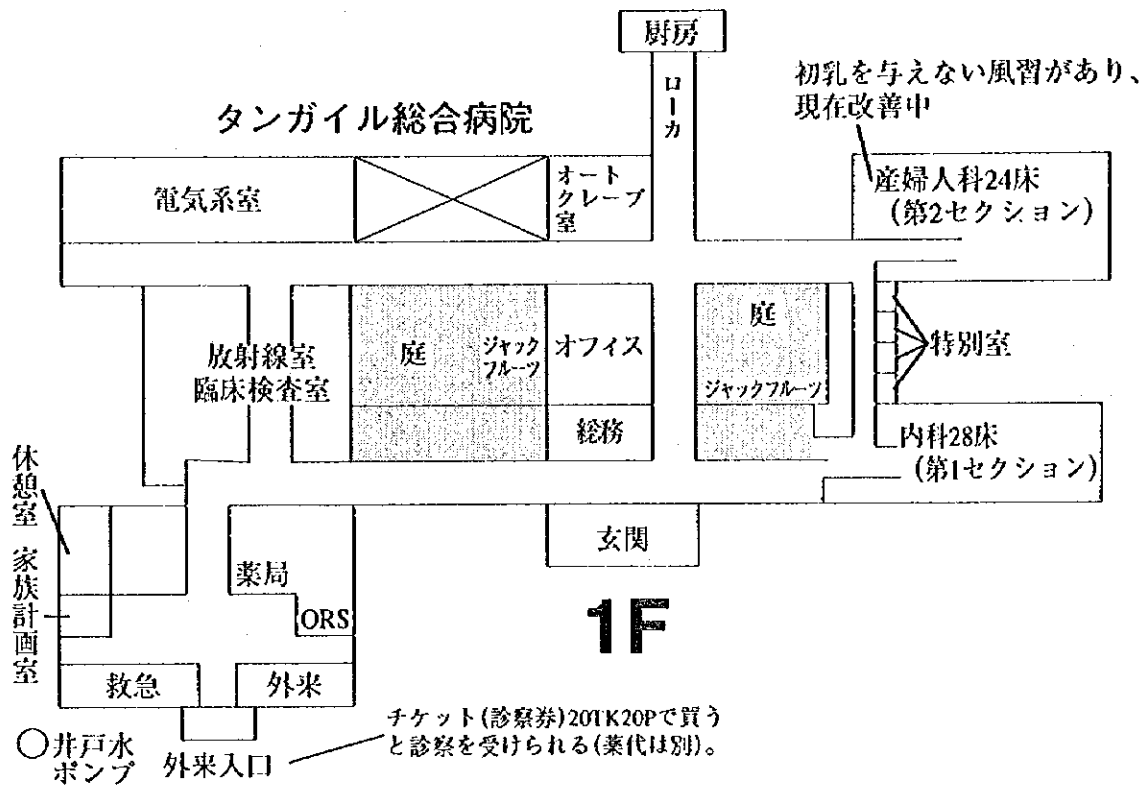 厨房
初乳を与えない風習があり、
現在改善中
ローカ
タンガイル総合病院
電気系室
オート
クレーブ
室
産婦人科24床
(第2セクション)
放射線室
臨床検査室
庭
ジャック
フルーツ
オフィス
庭
ジャックフルーツ
特別室
総務
内科28床
(第1セクション)
休憩室
家族計画室
薬局
ORS
玄関
1F
救急
外来
井戸水
ポンプ
外来入口
チケット(診察券)20TK20Pで買う
と診察を受けられる(薬代は別)。